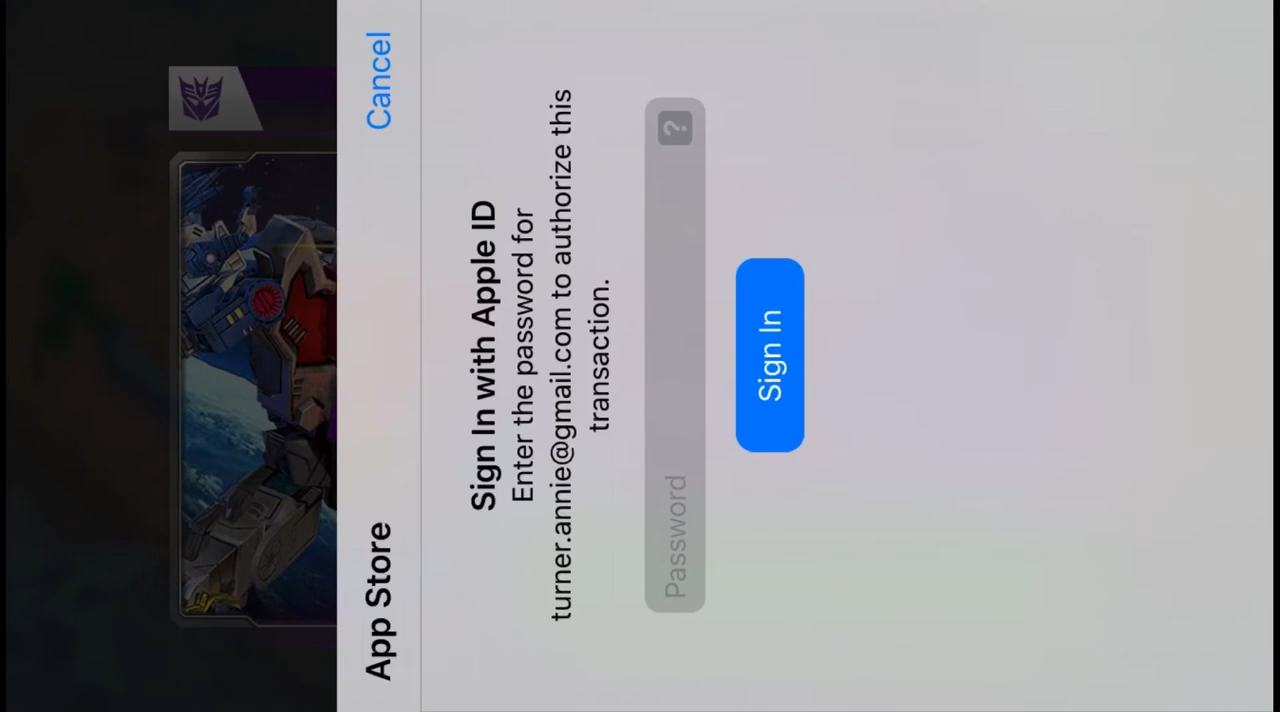 App Store
Cancel
Sign In with Apple ID
Enter the password for
turner.annie@gmail.com to authorize this
transaction.
Password
?
Sign In